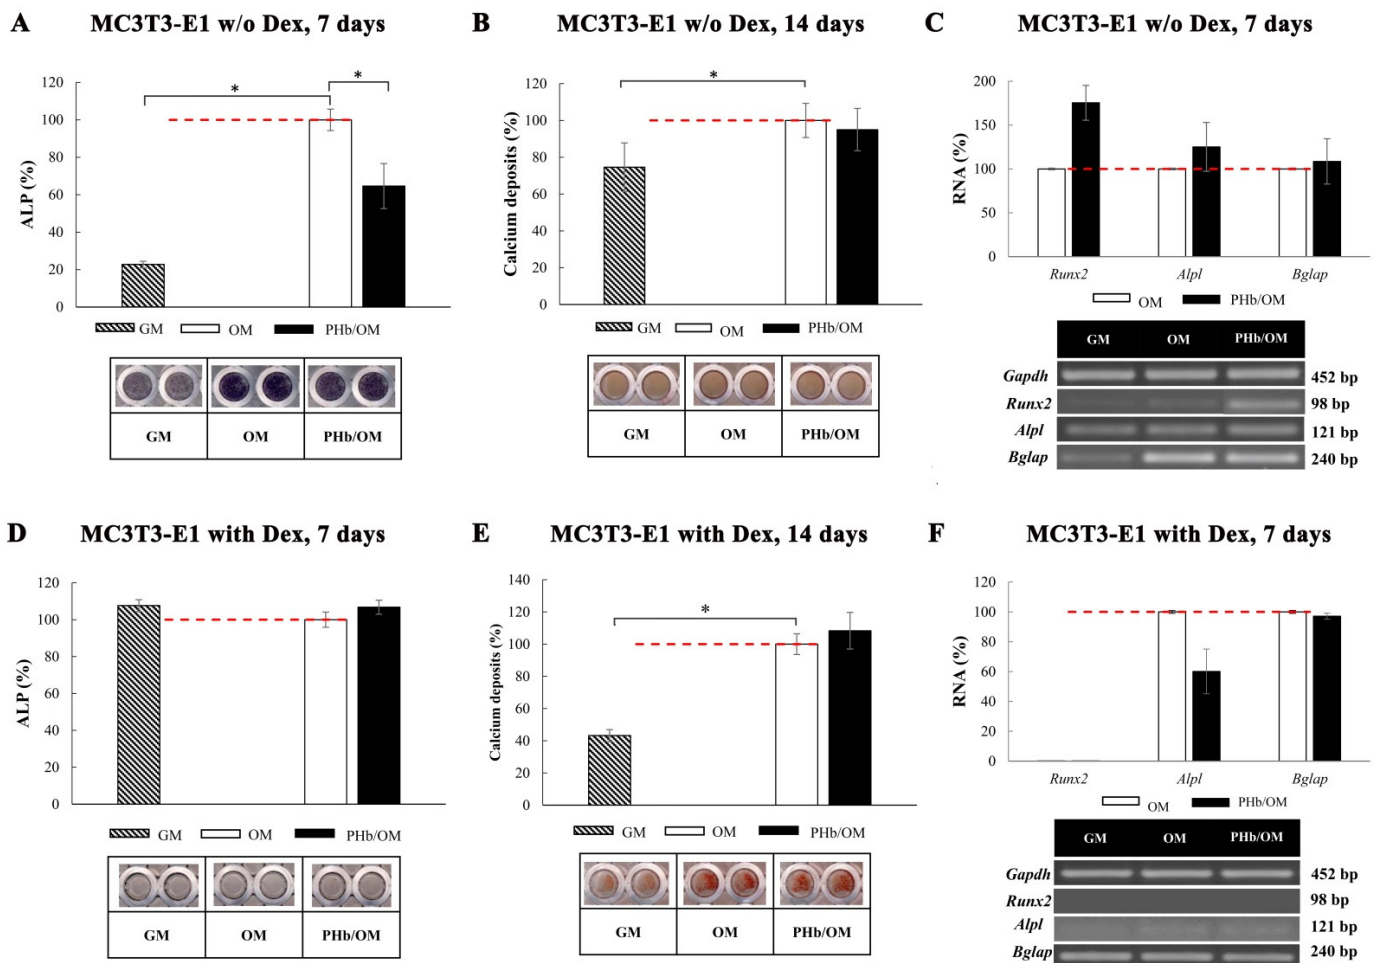 A MC3T3-E1 w/o Dex, 7 days
ALP (%)
120
100
80
60
40
20
0
*
*
GM OM PHb/OM
GM OM PHb/OM
B MC3T3-E1 w/o Dex, 14 days
Calcium deposits (%)
120
100
80
60
40
20
0
*
GM OM PHb/OM
GM OM PHb/OM
C MC3T3-E1 w/o Dex, 7 days
RNA (%)
200
150
100
50
0
Runx2 Alpl Bglap
OM PHb/OM
GM OM PHb/OM
Gapdh 452 bp
Runx2 98 bp
Alpl 121 bp
Bglap 240 bp
D MC3T3-E1 with Dex, 7 days
ALP (%)
120
100
80
60
40
20
0
GM OM PHb/OM
GM OM PHb/OM
E MC3T3-E1 with Dex, 14 days
Calcium deposits (%)
140
120
100
80
60
40
20
0
*
GM OM PHb/OM
GM OM PHb/OM
F MC3T3-E1 with Dex, 7 days
RNA (%)
120
100
80
60
40
20
0
Runx2 Alpl Bglap
OM PHb/OM
GM OM PHb/OM
Gapdh 452 bp
Runx2 98 bp
Alpl 121 bp
Bglap 240 bp